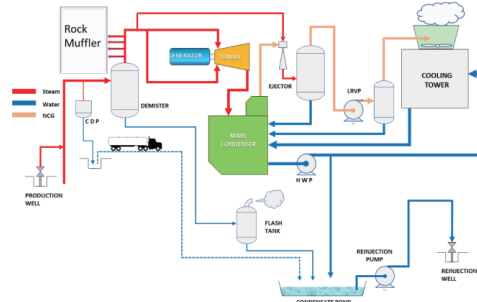 Rock
Muffler
GENERATOR
TURBINE
EJECTOR
LRVP
COOLING
TOWER
Steam
Water
NCG
DEMISTER
C D P
MAIN
CONDENSER
H W P
PRODUCTION
WELL
FLASH
TANK
REINJECTION
PUMP
REINJECTION
WELL
CONDENSATE POND